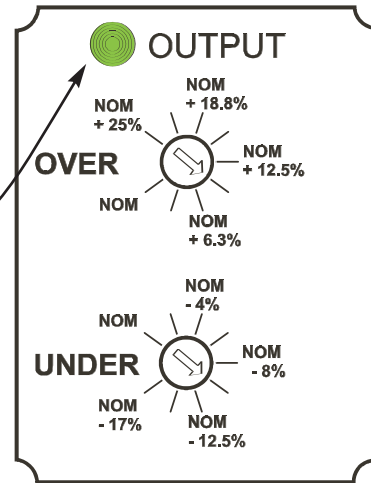 OUTPUT
NOM
+ 18.8%
NOM
+ 25%
OVER
NOM
+ 12.5%
NOM
NOM
+ 6.3%
NOM
- 4%
NOM
UNDER
NOM
- 8%
NOM
- 17%
NOM
- 12.5%